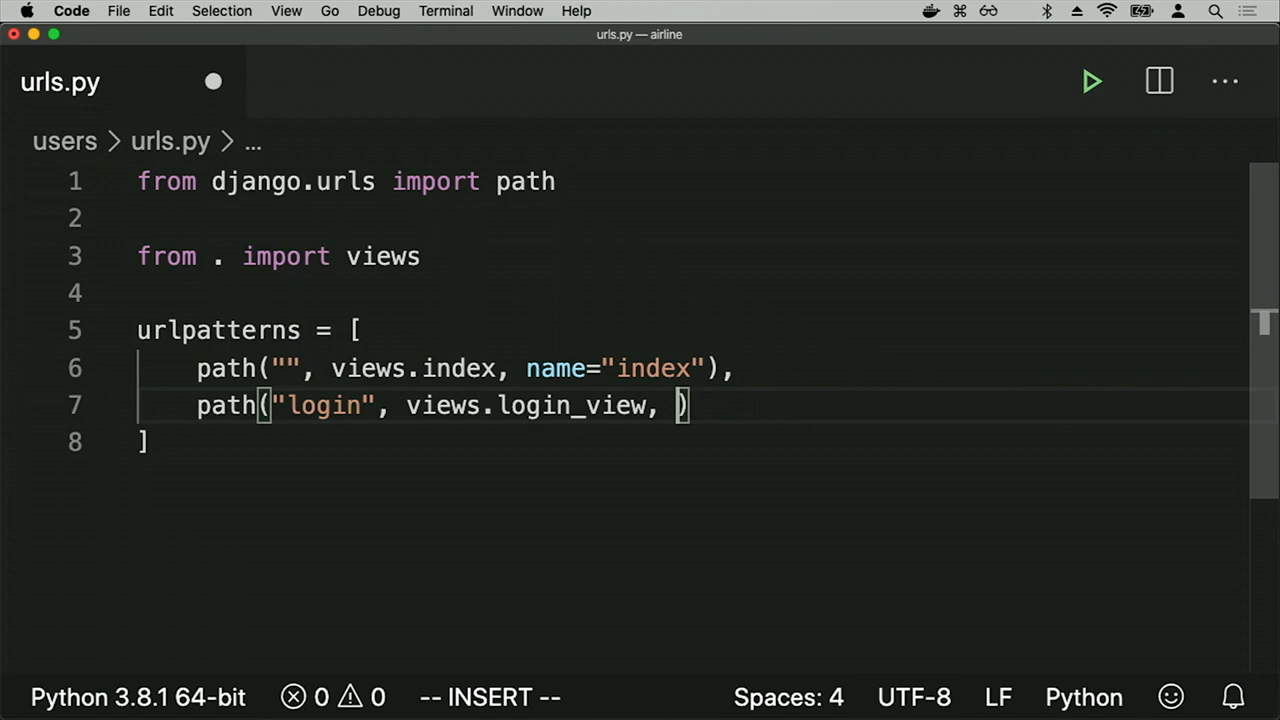 Code File Edit Selection View Go Debug Terminal Window Help
urls.py — airline
urls.py
users > urls.py > ...
1 from django.urls import path
2
3 from . import views
4
5 urlpatterns = [
6     path("", views.index, name="index"),
7     path("login", views.login_view, )
8 ]
Python 3.8.1 64-bit 0 0 -- INSERT -- Spaces: 4 UTF-8 LF Python